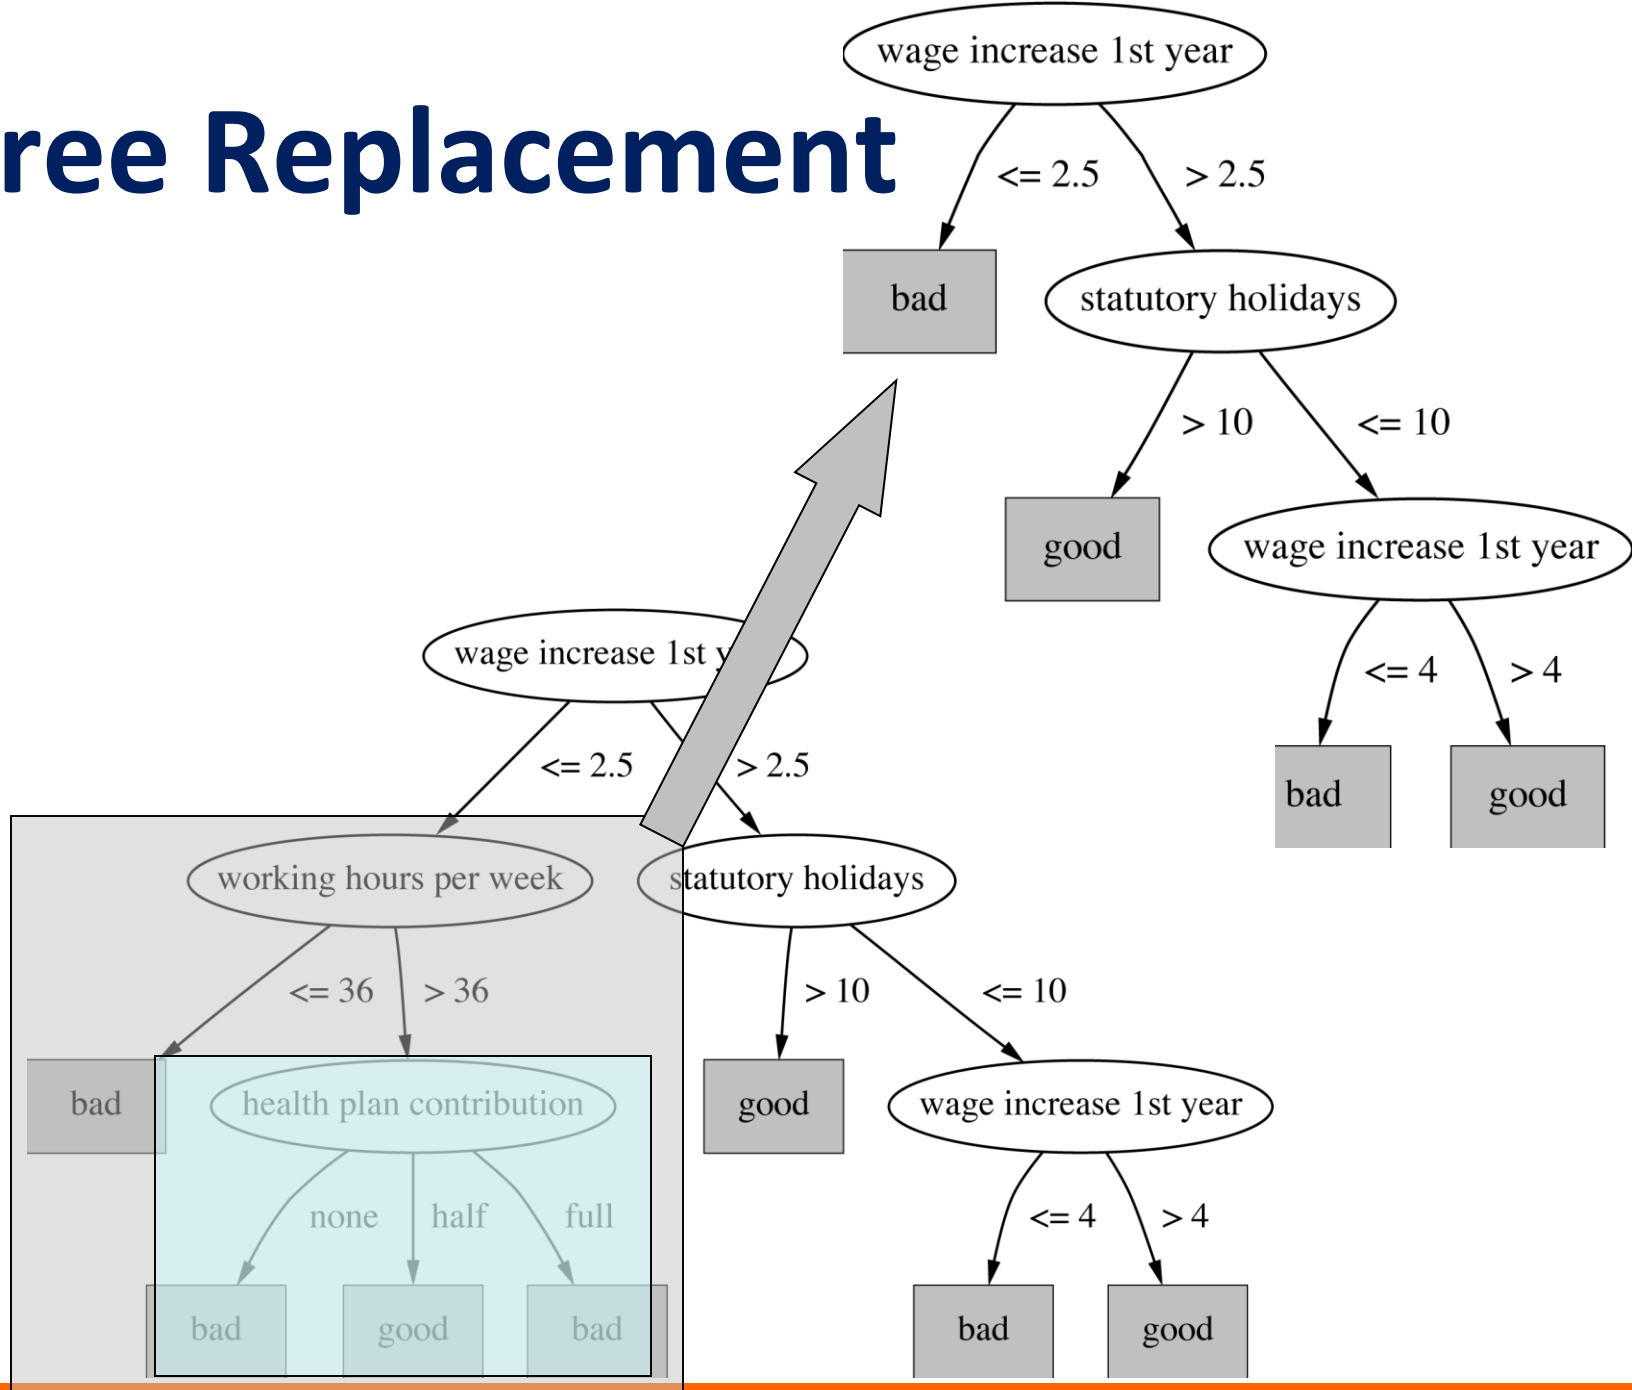 wage increase 1st year
ree Replacement
<= 2.5 > 2.5
bad statutory holidays
> 10 <= 10
good wage increase 1st year
<= 4 > 4
bad good
wage increase 1st
<= 2.5 > 2.5
working hours per week statutory holidays
<= 36 > 36 > 10 <= 10
bad health plan contribution good wage increase 1st year
none half full <= 4 > 4
bad good bad bad good